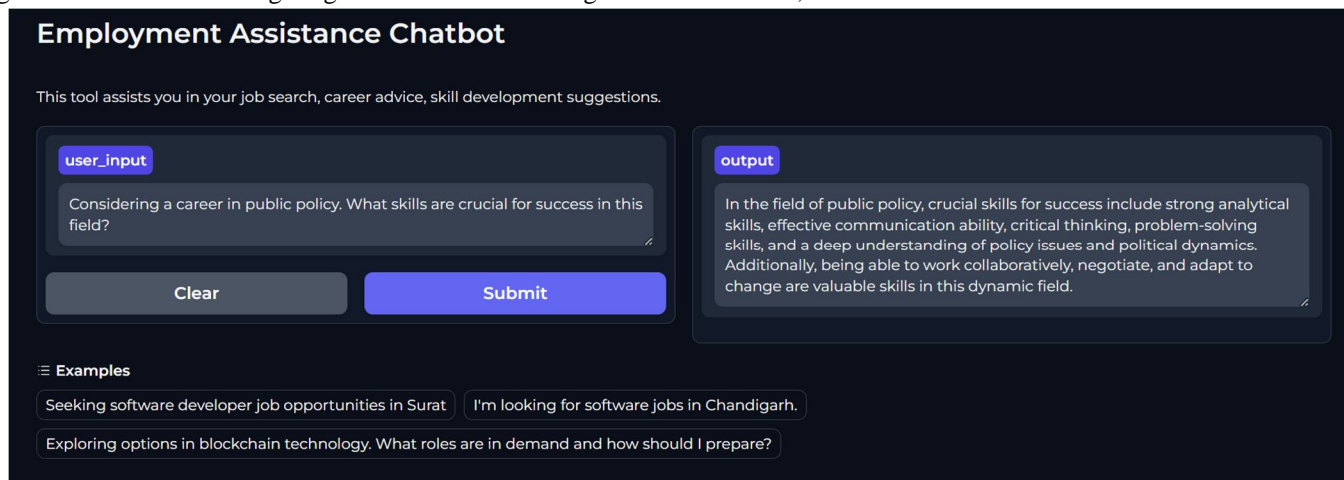 Employment Assistance Chatbot
This tool assists you in your job search, career advice, skill development suggestions.
user_input
Considering a career in public policy. What skills are crucial for success in this
field?
Clear
Submit
output
In the field of public policy, crucial skills for success include strong analytical
skills, effective communication ability, critical thinking, problem-solving
skills, and a deep understanding of policy issues and political dynamics.
Additionally, being able to work collaboratively, negotiate, and adapt to
change are valuable skills in this dynamic field.
Examples
Seeking software developer job opportunities in Surat
I'm looking for software jobs in Chandigarh.
Exploring options in blockchain technology. What roles are in demand and how should I prepare?